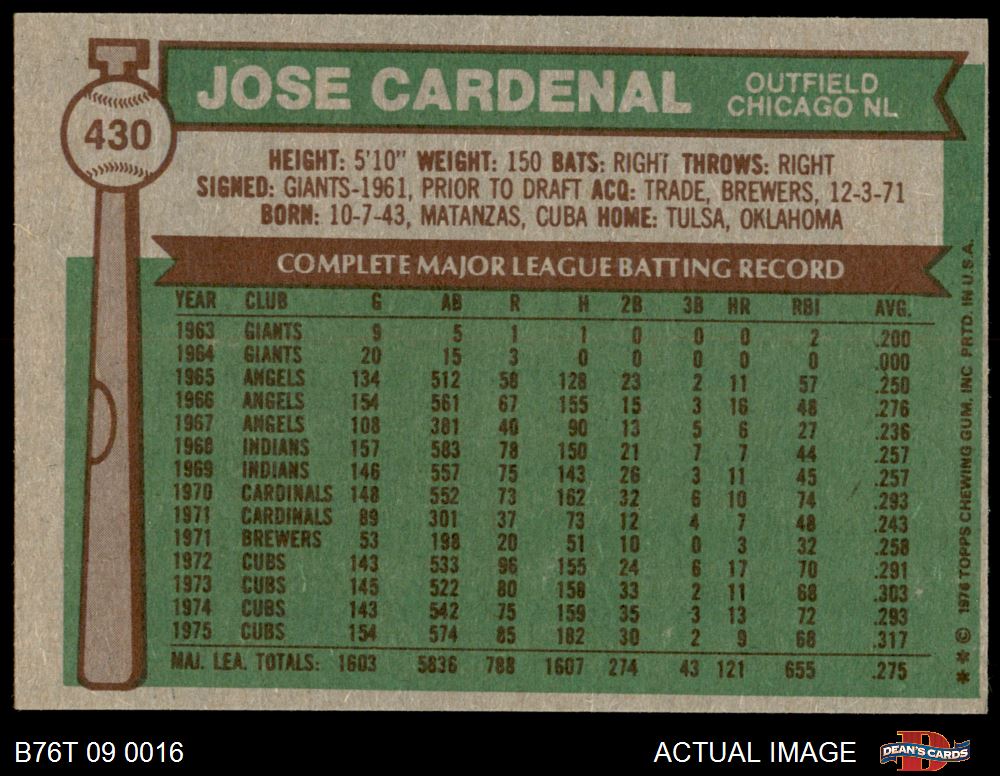 JOSE CARDENAL
OUTFIELD
CHICAGO NL
430
HEIGHT: 5'10" WEIGHT: 150 BATS: RIGHT THROWS: RIGHT
SIGNED: GIANTS-1961, PRIOR TO DRAFT ACQ: TRADE, BREWERS, 12-3-71
BORN: 10-7-43, MATANZAS, CUBA HOME: TULSA, OKLAHOMA
COMPLETE MAJOR LEAGUE BATTING RECORD
YEAR CLUB G AB R H 2B 3B HR RBI AVG.
1963 GIANTS 9 5 1 1 0 0 0 2 .200
1964 GIANTS 20 15 3 0 0 0 0 0 .000
1965 ANGELS 134 512 58 128 23 2 11 57 .250
1966 ANGELS 154 561 67 155 15 3 16 48 .276
1967 ANGELS 108 381 40 90 13 5 6 27 .236
1968 INDIANS 157 583 78 150 21 7 7 44 .257
1969 INDIANS 146 557 75 143 26 3 11 45 .257
1970 CARDINALS 148 552 73 162 32 6 10 74 .293
1971 CARDINALS 89 301 37 73 12 4 7 48 .243
1971 BREWERS 53 198 20 51 10 0 3 32 .258
1972 CUBS 143 533 96 155 24 6 17 70 .291
1973 CUBS 145 522 80 158 33 2 11 68 .303
1974 CUBS 143 542 75 159 35 3 13 72 .293
1975 CUBS 154 574 85 182 30 2 9 68 .317
MAJ. LEA. TOTALS: 1603 5836 788 1607 274 43 121 655 .275
* * © 1976 TOPPS CHEWING GUM, INC PRTD. IN U.S.A.
B76T 09 0016
ACTUAL IMAGE
D
DEAN'S CARDS